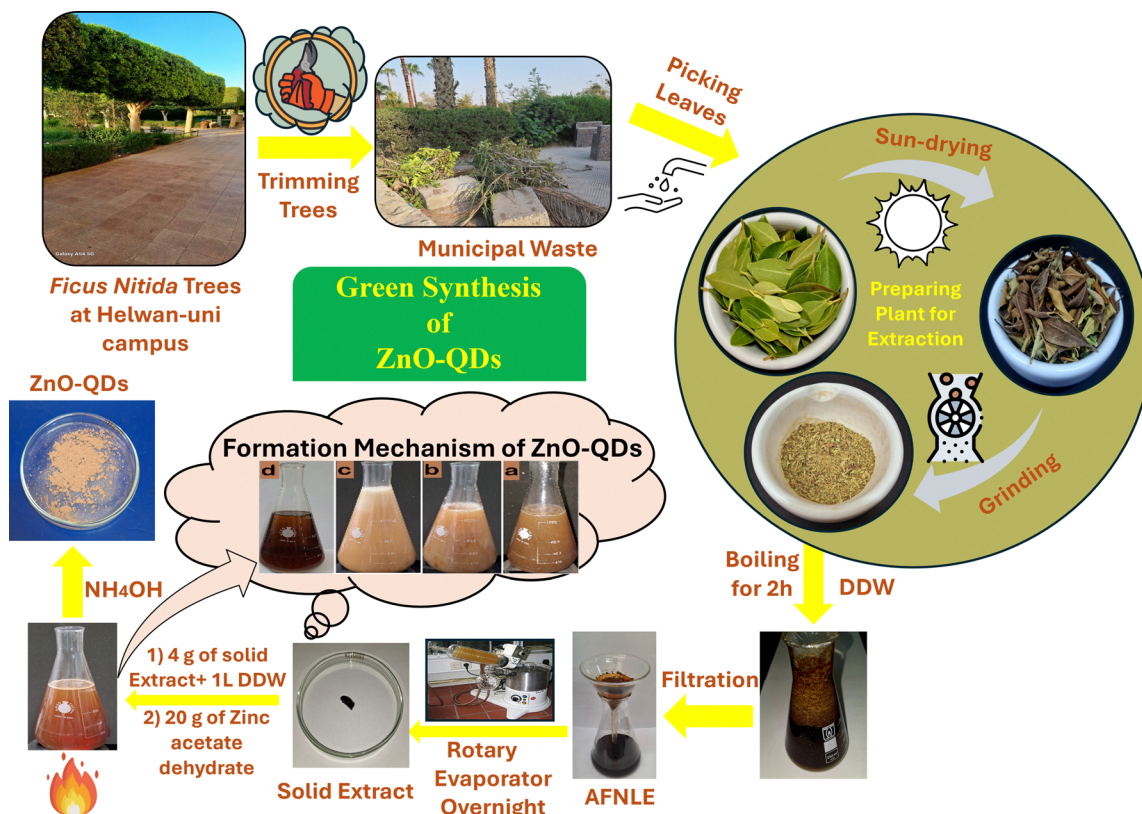 Galaxy A54 5G
Ficus Nitida Trees
at Helwan-uni
campus
Trimming
Trees
Municipal Waste
Picking
Leaves
Sun-drying
Preparing
Plant for
Extraction
Grinding
Green Synthesis
of
ZnO-QDs
Boiling
for 2h
DDW
Filtration
AFNLE
Rotary
Evaporator
Overnight
Solid Extract
1) 4 g of solid
Extract+ 1L DDW
2) 20 g of Zinc
acetate
dehydrate
Formation Mechanism of ZnO-QDs
d
c
b
a
NH4OH
ZnO-QDs